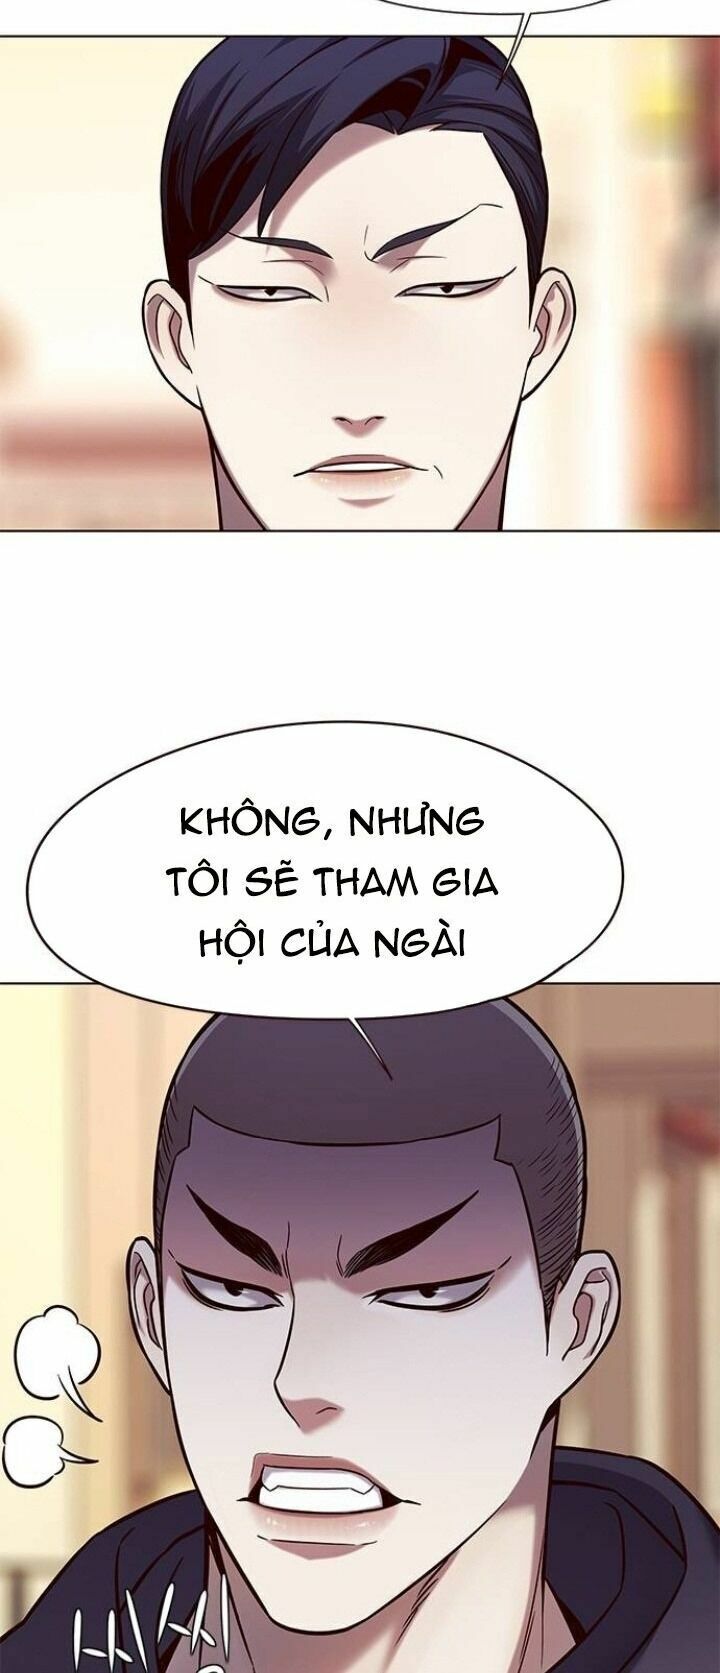 KHÔNG, NHƯNG
TÔI SẼ THAM GIA
HỘI CỦA NGÀI